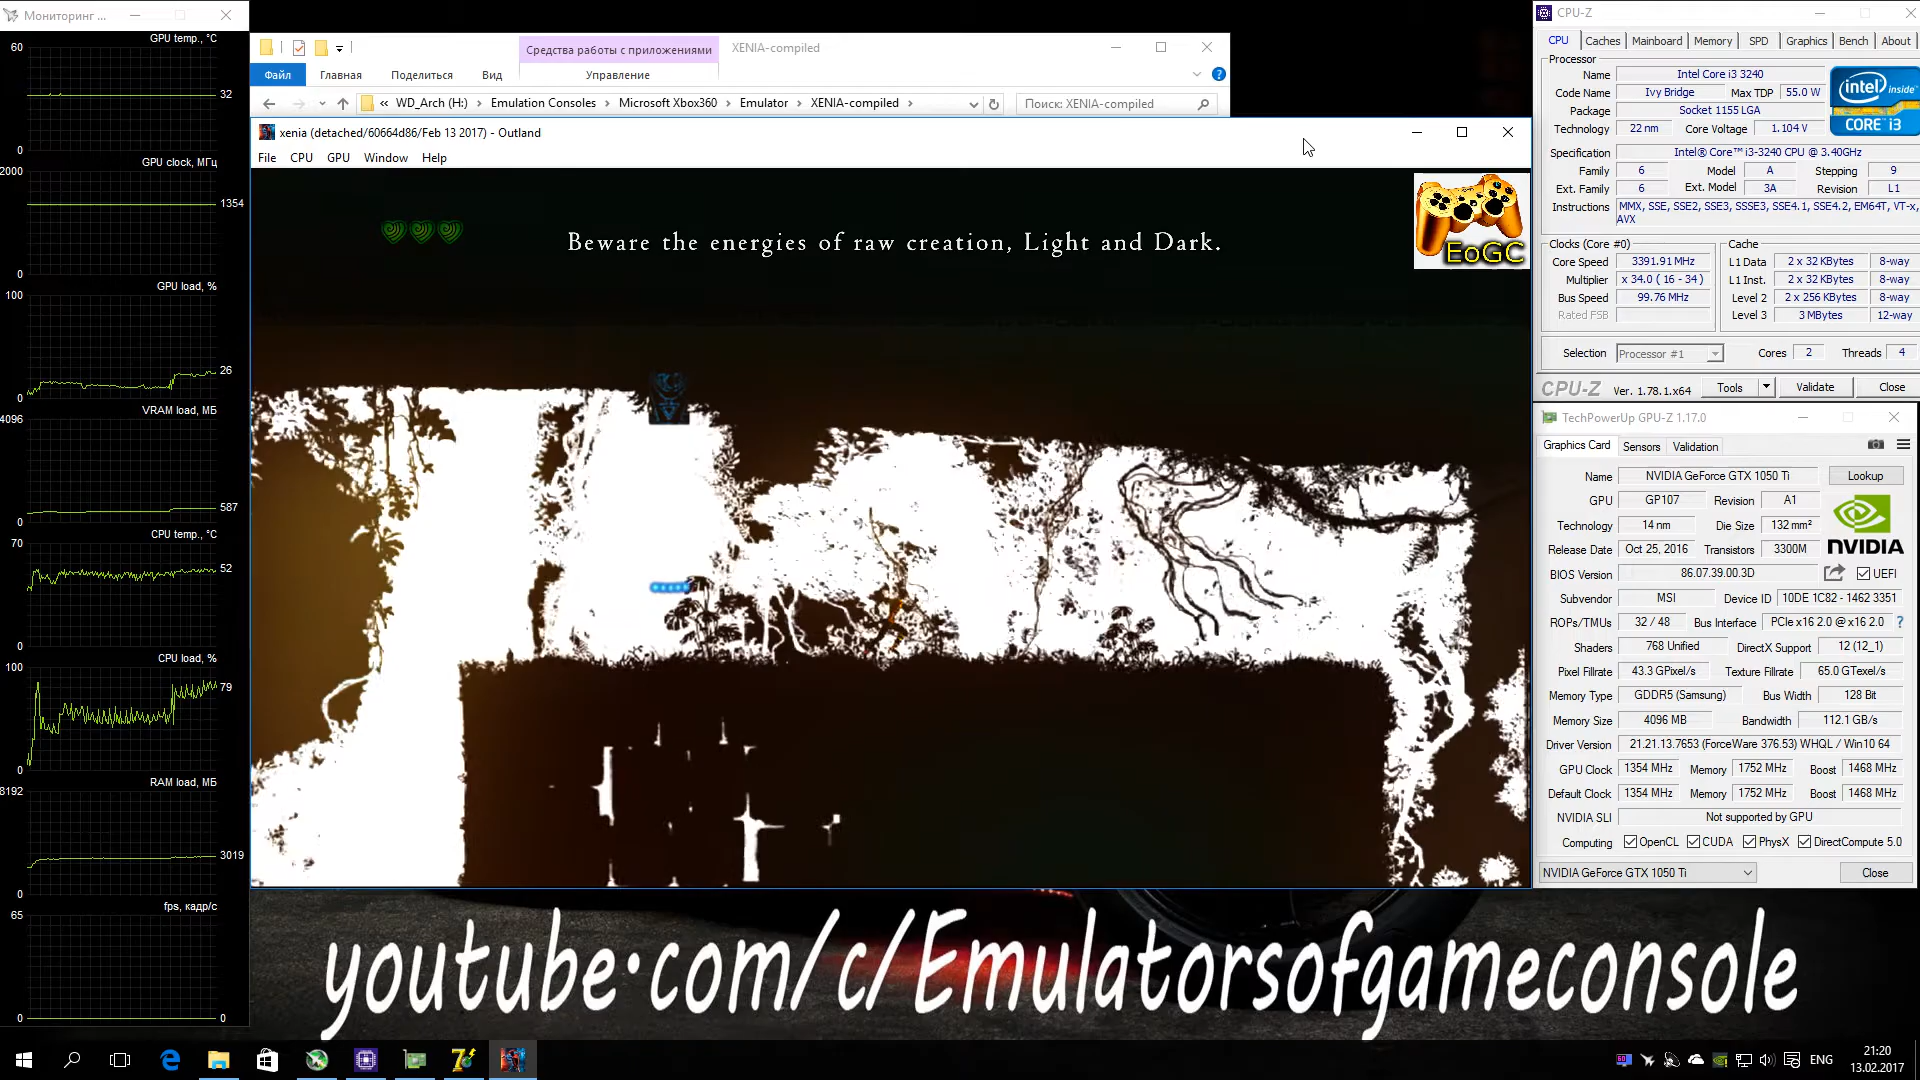 Мониторинг ...
GPU temp., °C
60
32
0
GPU clock, МГц
2000
1354
0
GPU load, %
100
26
0
VRAM load, МБ
4096
587
0
CPU temp., °C
70
52
0
CPU load, %
100
79
0
RAM load, МБ
8192
3019
0
fps, кадр/с
65
0
0
Средства работы с приложениями
XENIA-compiled
Файл
Главная
Поделиться
Вид
Управление
« WD_Arch (H:) › Emulation Consoles › Microsoft Xbox360 › Emulator › XENIA-compiled ›
Поиск: XENIA-compiled
xenia (detached/60664d86/Feb 13 2017) - Outland
File CPU GPU Window Help
Beware the energies of raw creation, Light and Dark.
EoGC
CPU-Z
CPU Caches Mainboard Memory SPD Graphics Bench About
Processor
Name Intel Core i3 3240
Code Name Ivy Bridge Max TDP 55.0 W
Package Socket 1155 LGA
Technology 22 nm Core Voltage 1.104 V
intel inside™
CORE i3
Specification Intel® Core™ i3-3240 CPU @ 3.40GHz
Family 6 Model A Stepping 9
Ext. Family 6 Ext. Model 3A Revision L1
Instructions MMX, SSE, SSE2, SSE3, SSSE3, SSE4.1, SSE4.2, EM64T, VT-x,
AVX
Clocks (Core #0)
Core Speed 3391.91 MHz
Multiplier x 34.0 ( 16 - 34 )
Bus Speed 99.76 MHz
Rated FSB
Cache
L1 Data 2 x 32 KBytes 8-way
L1 Inst. 2 x 32 KBytes 8-way
Level 2 2 x 256 KBytes 8-way
Level 3 3 MBytes 12-way
Selection Processor #1 Cores 2 Threads 4
CPU-Z Ver. 1.78.1.x64 Tools Validate Close
TechPowerUp GPU-Z 1.17.0
Graphics Card Sensors Validation
Name NVIDIA GeForce GTX 1050 Ti Lookup
GPU GP107 Revision A1
Technology 14 nm Die Size 132 mm²
Release Date Oct 25, 2016 Transistors 3300M
NVIDIA
BIOS Version 86.07.39.00.3D UEFI
Subvendor MSI Device ID 10DE 1C82 - 1462 3351
ROPs/TMUs 32 / 48 Bus Interface PCIe x16 2.0 @ x16 2.0 ?
Shaders 768 Unified DirectX Support 12 (12_1)
Pixel Fillrate 43.3 GPixel/s Texture Fillrate 65.0 GTexel/s
Memory Type GDDR5 (Samsung) Bus Width 128 Bit
Memory Size 4096 MB Bandwidth 112.1 GB/s
Driver Version 21.21.13.7653 (ForceWare 376.53) WHQL / Win10 64
GPU Clock 1354 MHz Memory 1752 MHz Boost 1468 MHz
Default Clock 1354 MHz Memory 1752 MHz Boost 1468 MHz
NVIDIA SLI Not supported by GPU
Computing OpenCL CUDA PhysX DirectCompute 5.0
NVIDIA GeForce GTX 1050 Ti Close
youtube.com/c/Emulatorsofgameconsole
ENG
21:20
13.02.2017